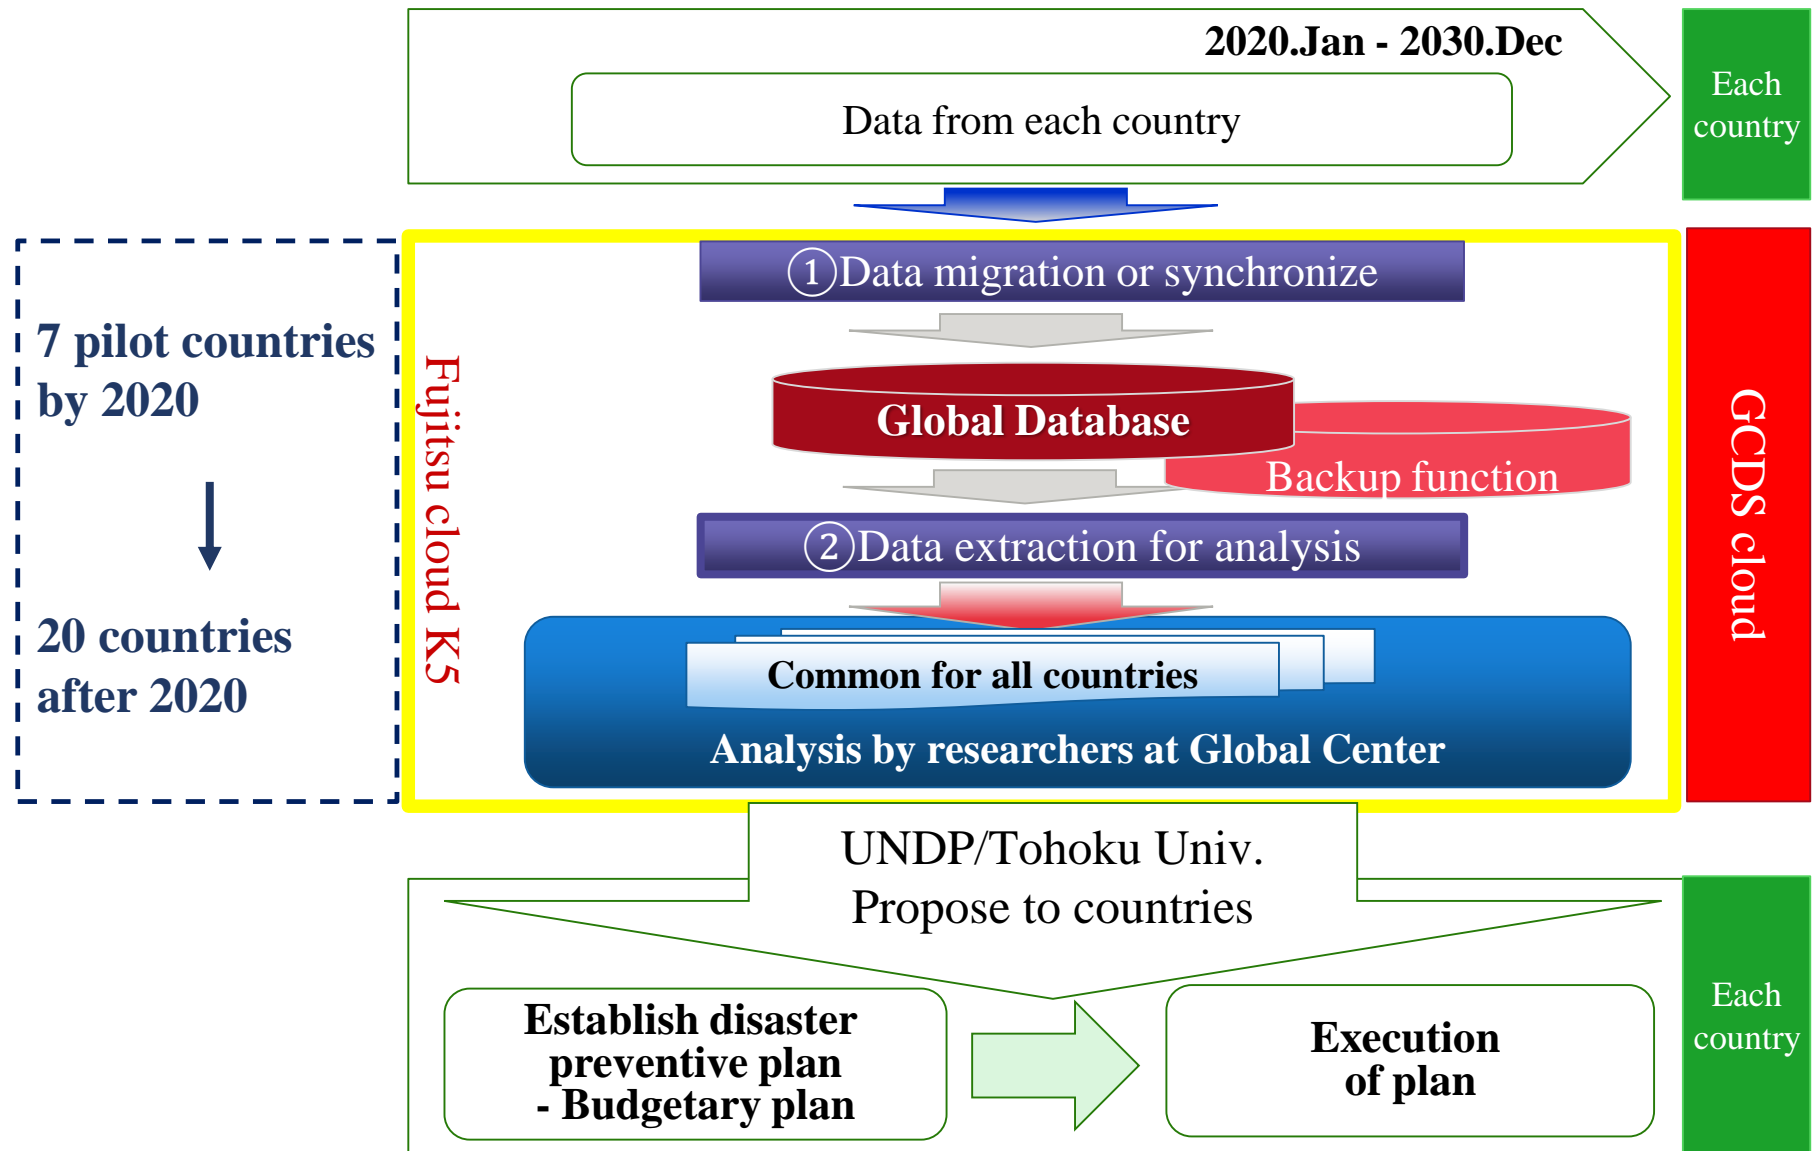 2020.Jan - 2030.Dec
Data from each country
Each
country
①Data migration or synchronize
7 pilot countries
by 2020
20 countries
after 2020
Fujitsu cloud K5
Global Database
Backup function
②Data extraction for analysis
Common for all countries
Analysis by researchers at Global Center
GCDS cloud
UNDP/Tohoku Univ.
Propose to countries
Establish disaster
preventive plan
- Budgetary plan
Execution
of plan
Each
country